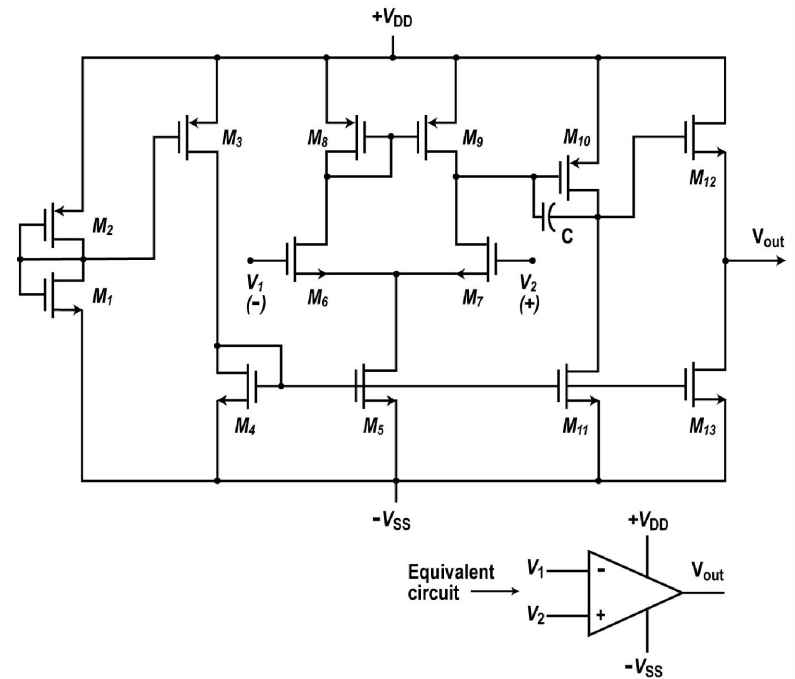 +VDD
M3
M8
M9
M10
M12
M2
C
Vout
M1
V1
(-)
M6
M7
V2
(+)
M4
M5
M11
M13
-VSS
+VDD
Equivalent
circuit
V1
-
Vout
V2
+
-VSS